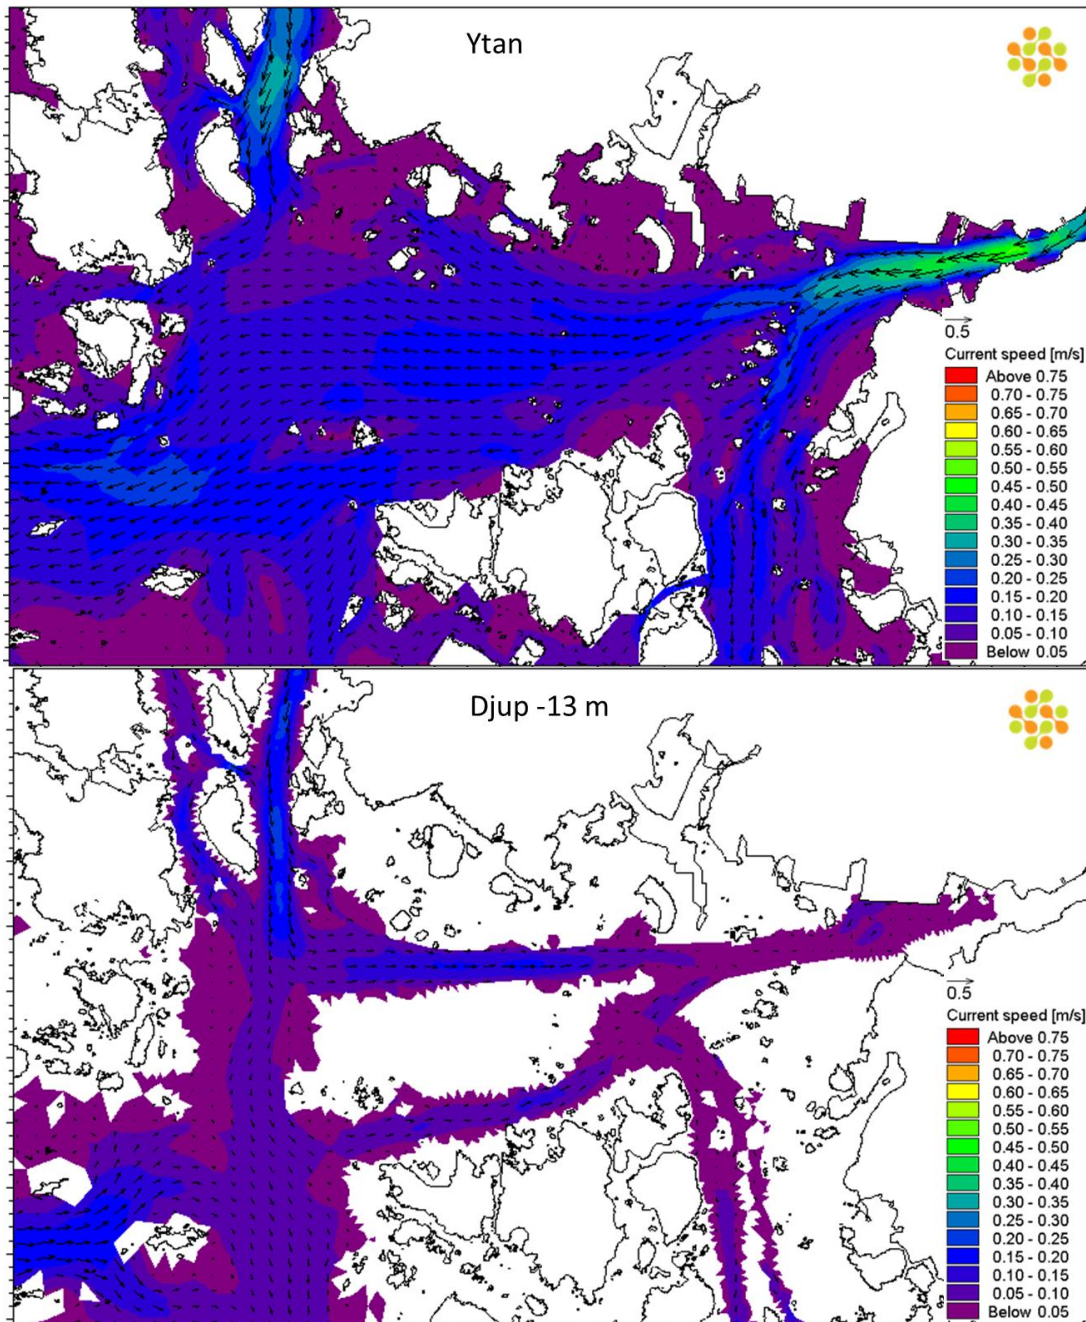 Ytan
0.5
Current speed [m/s]
Above 0.75
0.70 - 0.75
0.65 - 0.70
0.60 - 0.65
0.55 - 0.60
0.50 - 0.55
0.45 - 0.50
0.40 - 0.45
0.35 - 0.40
0.30 - 0.35
0.25 - 0.30
0.20 - 0.25
0.15 - 0.20
0.10 - 0.15
0.05 - 0.10
Below 0.05
Djup -13 m
0.5
Current speed [m/s]
Above 0.75
0.70 - 0.75
0.65 - 0.70
0.60 - 0.65
0.55 - 0.60
0.50 - 0.55
0.45 - 0.50
0.40 - 0.45
0.35 - 0.40
0.30 - 0.35
0.25 - 0.30
0.20 - 0.25
0.15 - 0.20
0.10 - 0.15
0.05 - 0.10
Below 0.05